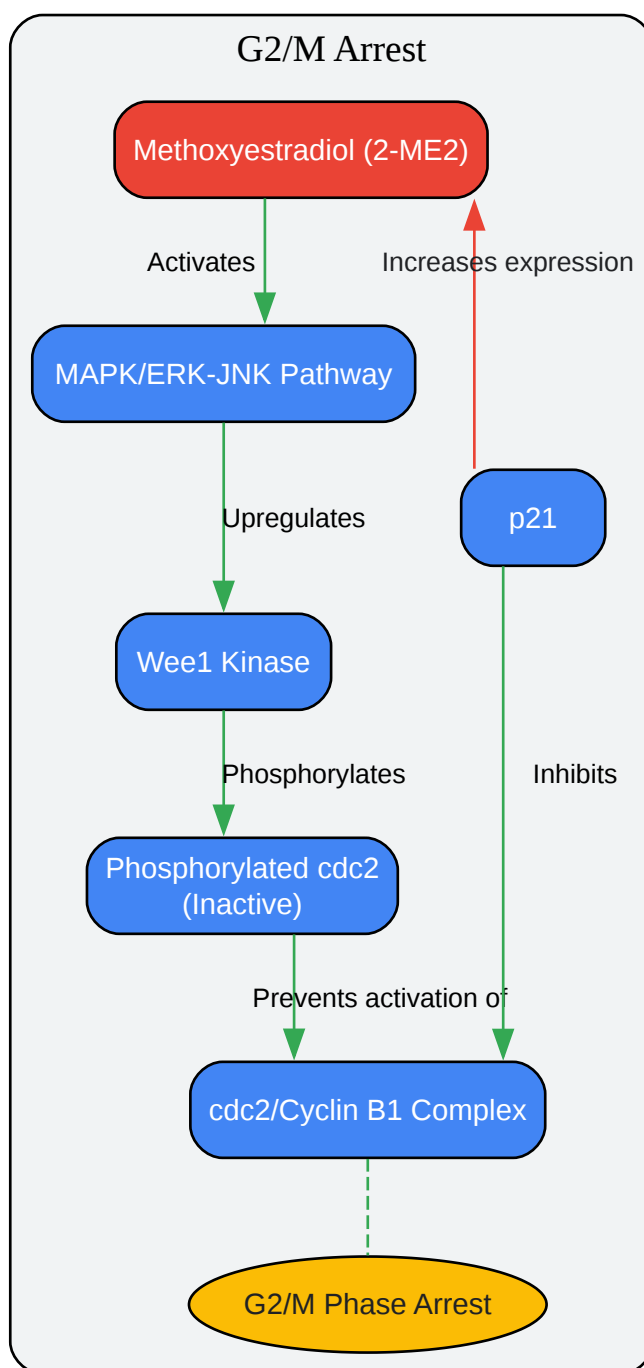 G2/M Arrest
Methoxyestradiol (2-ME2)
Activates
Increases expression
MAPK/ERK-JNK Pathway
Upregulates
p21
Wee1 Kinase
Phosphorylates
Inhibits
Phosphorylated cdc2
(Inactive)
Prevents activation of
cdc2/Cyclin B1 Complex
G2/M Phase Arrest